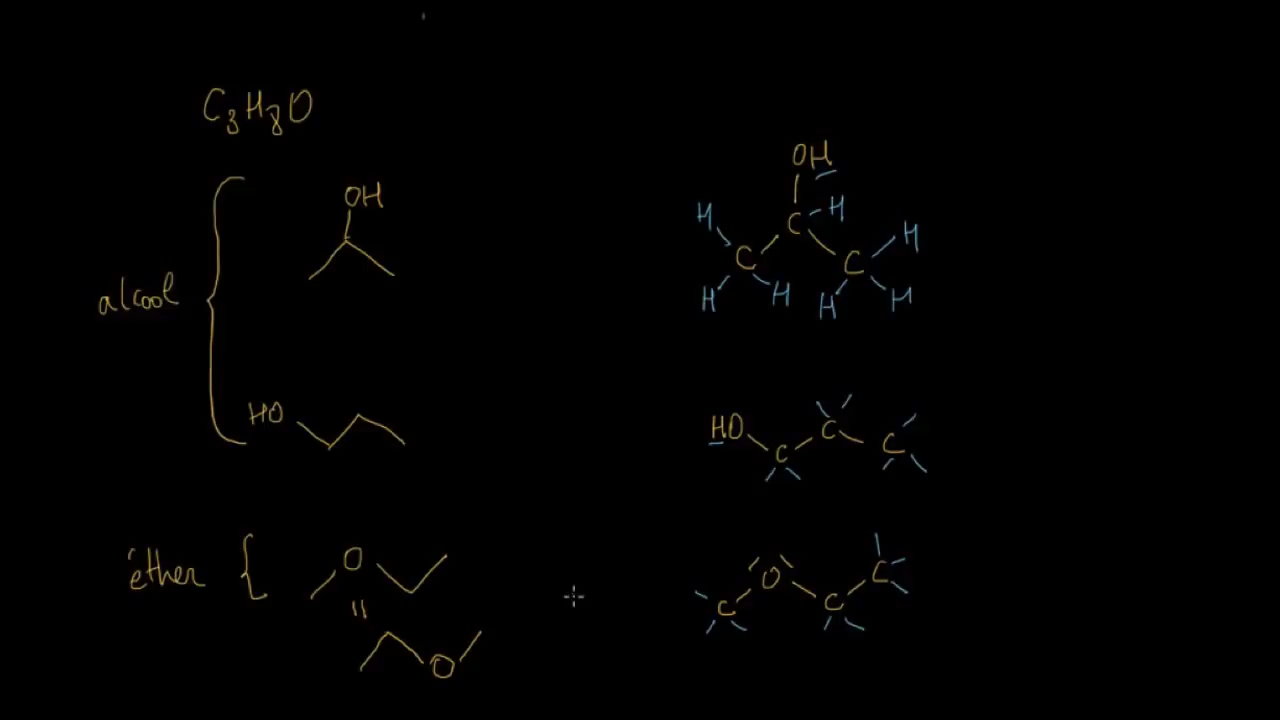 C₃H₈O
OH
alcool
HO
éther {
O
||
O
OH
H C H
H C C H
H H H H
HO C C C
C O C C